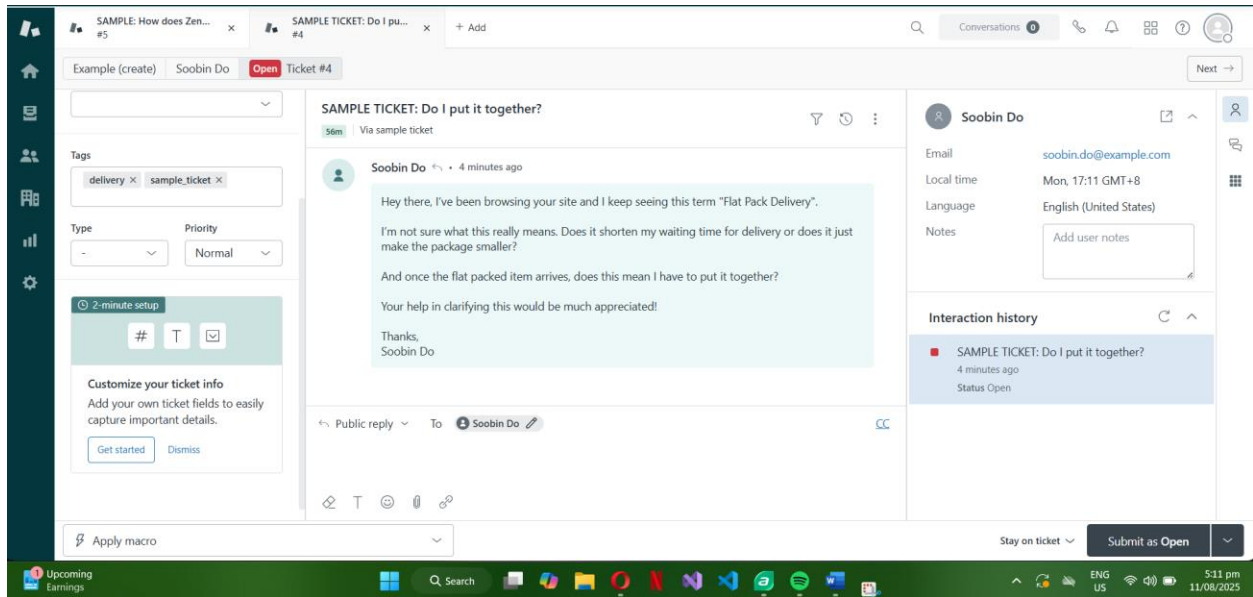 SAMPLE: How does Zen...
#5
SAMPLE TICKET: Do I pu...
#4
+ Add
Conversations 0
Example (create)
Soobin Do
Open Ticket #4
Next →
Tags
delivery ×
sample_ticket ×
Type
Priority
-
Normal
2-minute setup
# T
Customize your ticket info
Add your own ticket fields to easily
capture important details.
Get started
Dismiss
SAMPLE TICKET: Do I put it together?
56m
Via sample ticket
Soobin Do • 4 minutes ago
Hey there, I've been browsing your site and I keep seeing this term "Flat Pack Delivery".
I'm not sure what this really means. Does it shorten my waiting time for delivery or does it just
make the package smaller?
And once the flat packed item arrives, does this mean I have to put it together?
Your help in clarifying this would be much appreciated!
Thanks,
Soobin Do
Public reply
To
Soobin Do
CC
T
Soobin Do
Email
soobin.do@example.com
Local time
Mon, 17:11 GMT+8
Language
English (United States)
Notes
Add user notes
Interaction history
SAMPLE TICKET: Do I put it together?
4 minutes ago
Status Open
Apply macro
Stay on ticket
Submit as Open
1
Upcoming
Earnings
Search
ENG
US
5:11 pm
11/08/2025